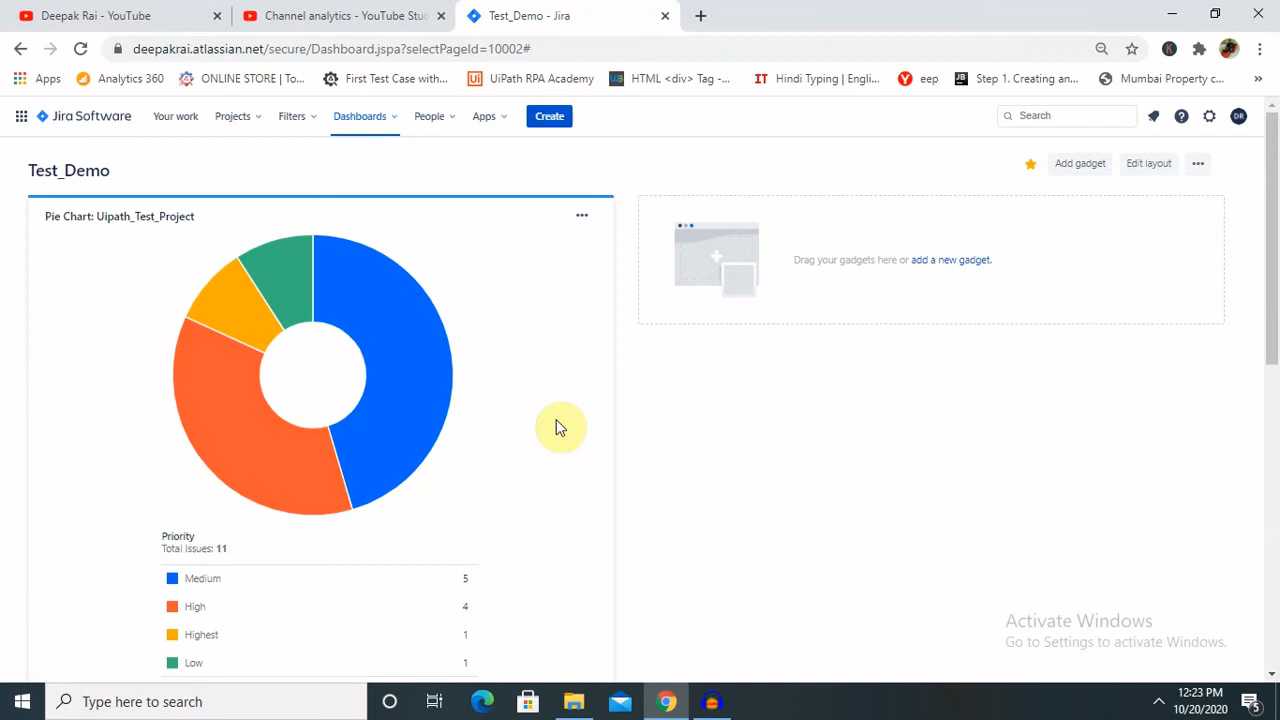 Deepak Rai - YouTube
Channel analytics - YouTube Stud
Test_Demo - Jira
deepakrai.atlassian.net/secure/Dashboard.jspa?selectPageId=10002#
Apps
Analytics 360
ONLINE STORE | To...
First Test Case with...
UiPath RPA Academy
HTML <div> Tag -...
IT Hindi Typing | Engli...
eep
Step 1. Creating an...
Mumbai Property c...
Jira Software
Your work
Projects
Filters
Dashboards
People
Apps
Create
Search
DR
Test_Demo
Add gadget
Edit layout
Pie Chart: Uipath_Test_Project
Drag your gadgets here or add a new gadget.
Priority
Total Issues: 11
Medium 5
High 4
Highest 1
Low 1
Activate Windows
Go to Settings to activate Windows.
Type here to search
12:23 PM
10/20/2020
5